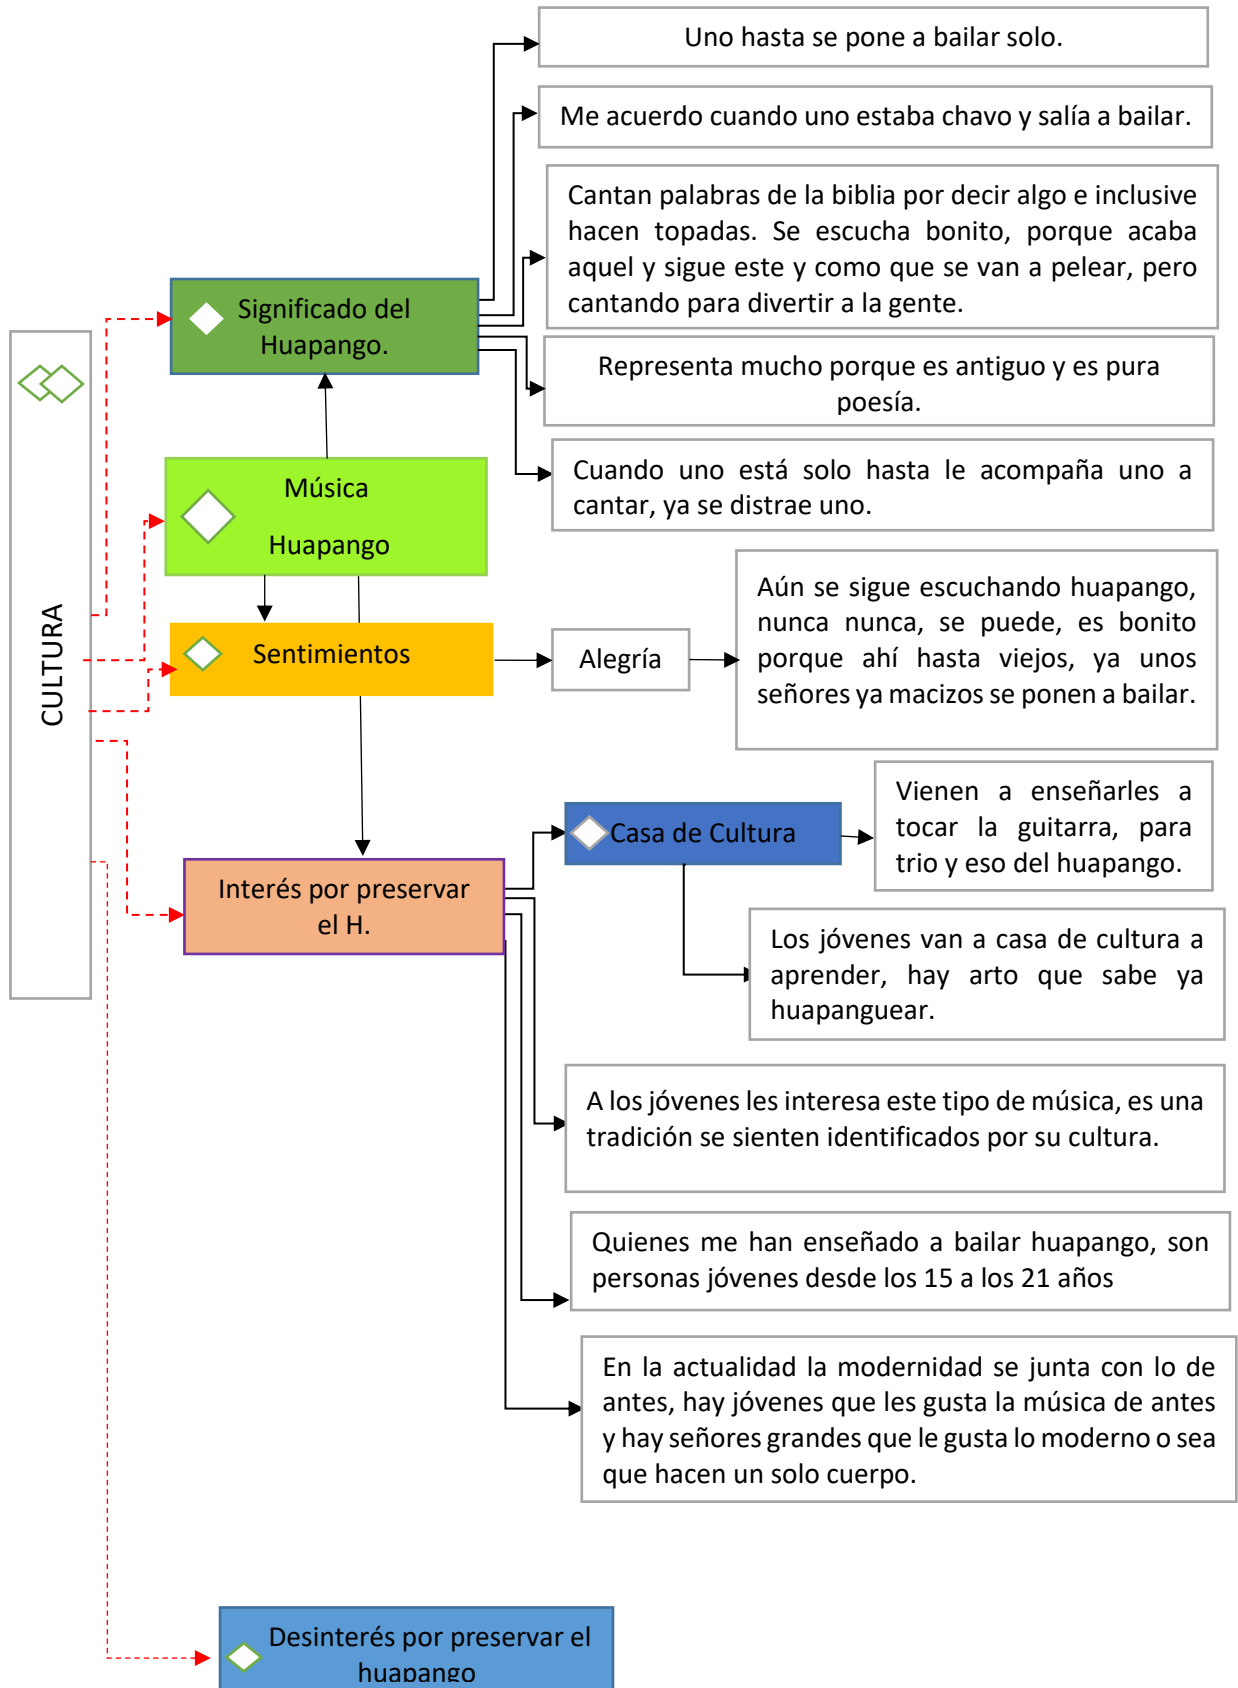 Uno hasta se pone a bailar solo.
Me acuerdo cuando uno estaba chavo y salía a bailar.
Cantan palabras de la biblia por decir algo e inclusive
hacen topadas. Se escucha bonito, porque acaba
aquel y sigue este y como que se van a pelear, pero
cantando para divertir a la gente.
Significado del
Huapango.
Representa mucho porque es antiguo y es pura
poesía.
Cuando uno está solo hasta le acompaña uno a
cantar, ya se distrae uno.
Música
Huapango
CULTURA
Sentimientos
Alegría
Aún se sigue escuchando huapango,
nunca nunca, se puede, es bonito
porque ahí hasta viejos, ya unos
señores ya macizos se ponen a bailar.
Interés por preservar
el H.
Casa de Cultura
Vienen a enseñarles a
tocar la guitarra, para
trio y eso del huapango.
Los jóvenes van a casa de cultura a
aprender, hay arto que sabe ya
huapanguear.
A los jóvenes les interesa este tipo de música, es una
tradición se sienten identificados por su cultura.
Quienes me han enseñado a bailar huapango, son
personas jóvenes desde los 15 a los 21 años
En la actualidad la modernidad se junta con lo de
antes, hay jóvenes que les gusta la música de antes
y hay señores grandes que le gusta lo moderno o sea
que hacen un solo cuerpo.
Desinterés por preservar el
huapango